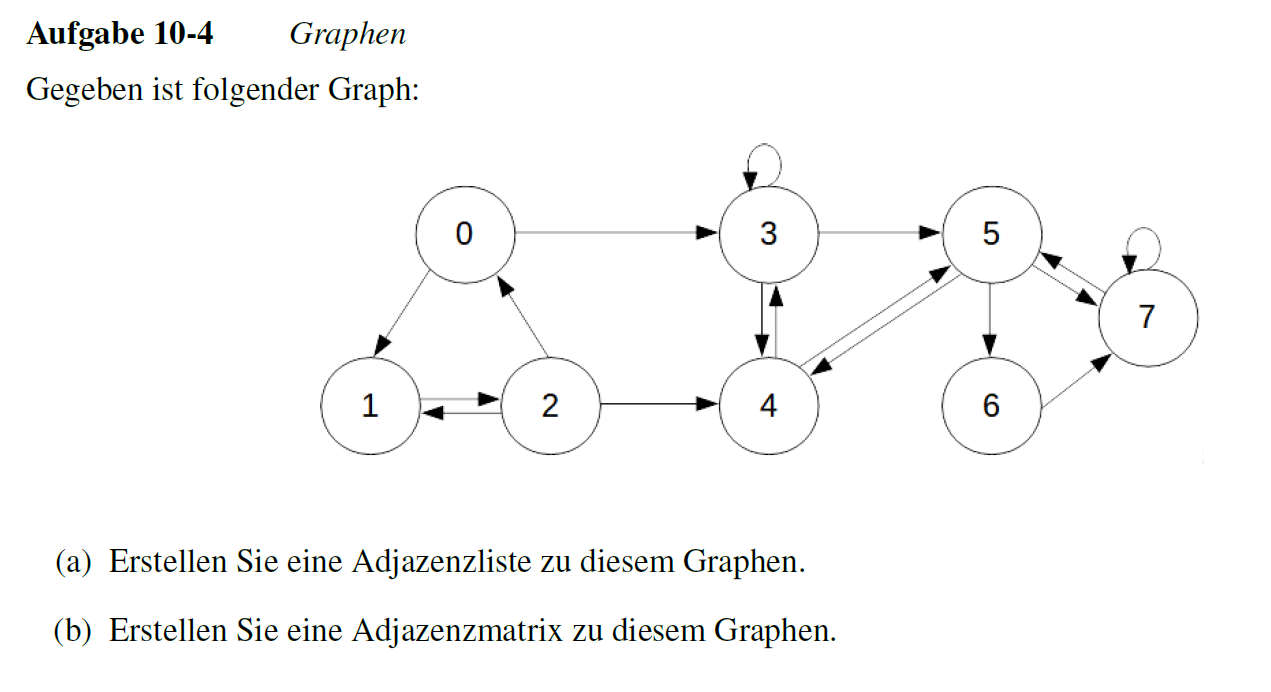 Aufgabe 10-4 Graphen
Gegeben ist folgender Graph:
0 3 5
7
1 2 4 6
(a) Erstellen Sie eine Adjazenzliste zu diesem Graphen.
(b) Erstellen Sie eine Adjazenzmatrix zu diesem Graphen.